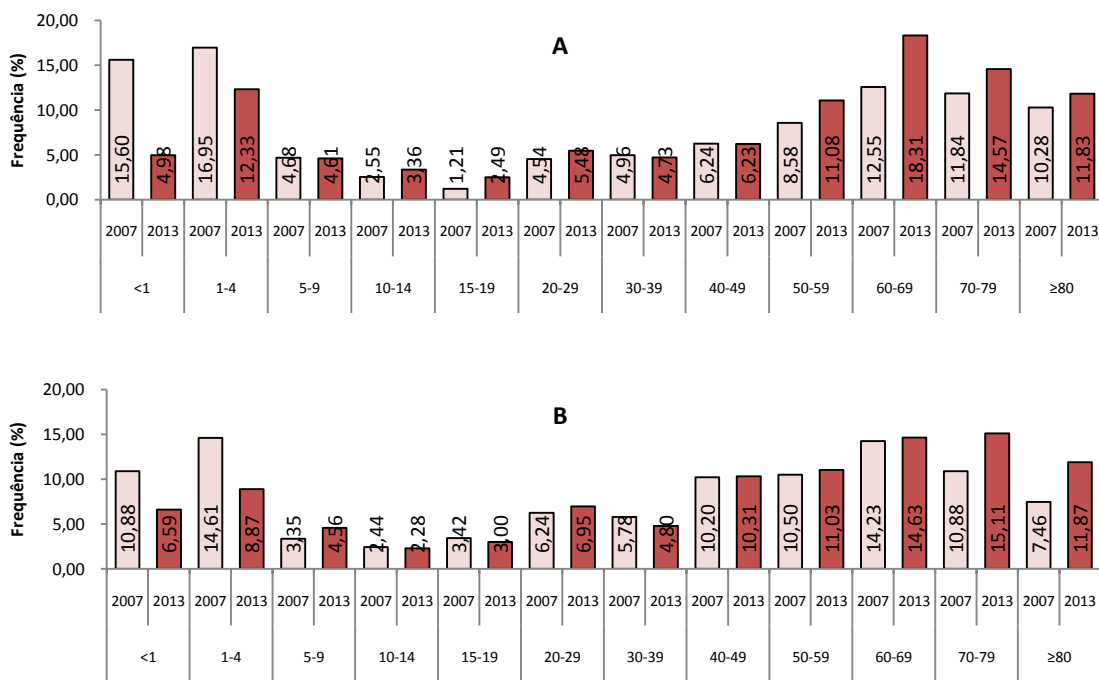 A
Frequência (%)
20,00
15,00
10,00
5,00
0,00
15,60 4,98 16,95 12,33 4,68 4,61 2,55 3,36 1,21 2,49 4,54 5,48 4,96 4,73 6,24 6,23 8,58 11,08 12,55 18,31 11,84 14,57 10,28 11,83
2007 2013 2007 2013 2007 2013 2007 2013 2007 2013 2007 2013 2007 2013 2007 2013 2007 2013 2007 2013 2007 2013 2007 2013
<1 1-4 5-9 10-14 15-19 20-29 30-39 40-49 50-59 60-69 70-79 ≥80
B
Frequência (%)
20,00
15,00
10,00
5,00
0,00
10,88 6,59 14,61 8,87 3,35 4,56 2,44 2,28 3,42 3,00 6,24 6,95 5,78 4,80 10,20 10,31 10,50 11,03 14,23 14,63 10,88 15,11 7,46 11,87
2007 2013 2007 2013 2007 2013 2007 2013 2007 2013 2007 2013 2007 2013 2007 2013 2007 2013 2007 2013 2007 2013 2007 2013
<1 1-4 5-9 10-14 15-19 20-29 30-39 40-49 50-59 60-69 70-79 ≥80